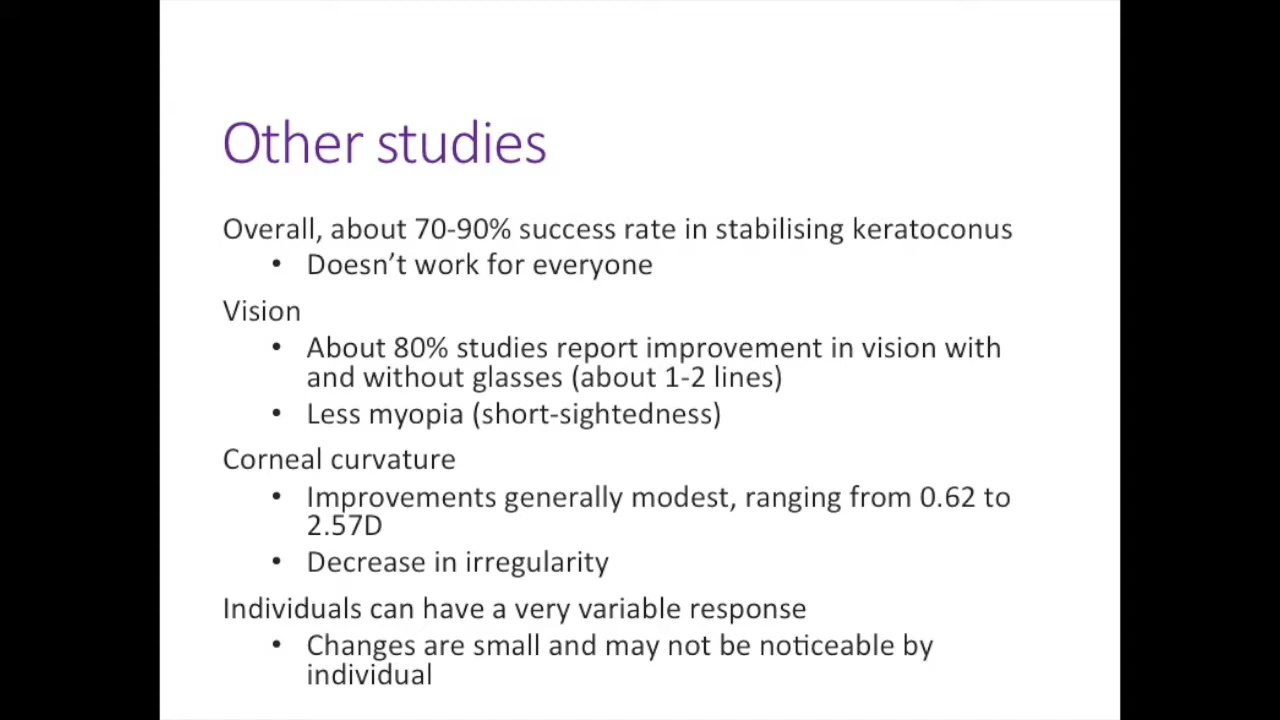 Other studies
Overall, about 70-90% success rate in stabilising keratoconus
• Doesn’t work for everyone
Vision
• About 80% studies report improvement in vision with
and without glasses (about 1-2 lines)
• Less myopia (short-sightedness)
Corneal curvature
• Improvements generally modest, ranging from 0.62 to
2.57D
• Decrease in irregularity
Individuals can have a very variable response
• Changes are small and may not be noticeable by
individual